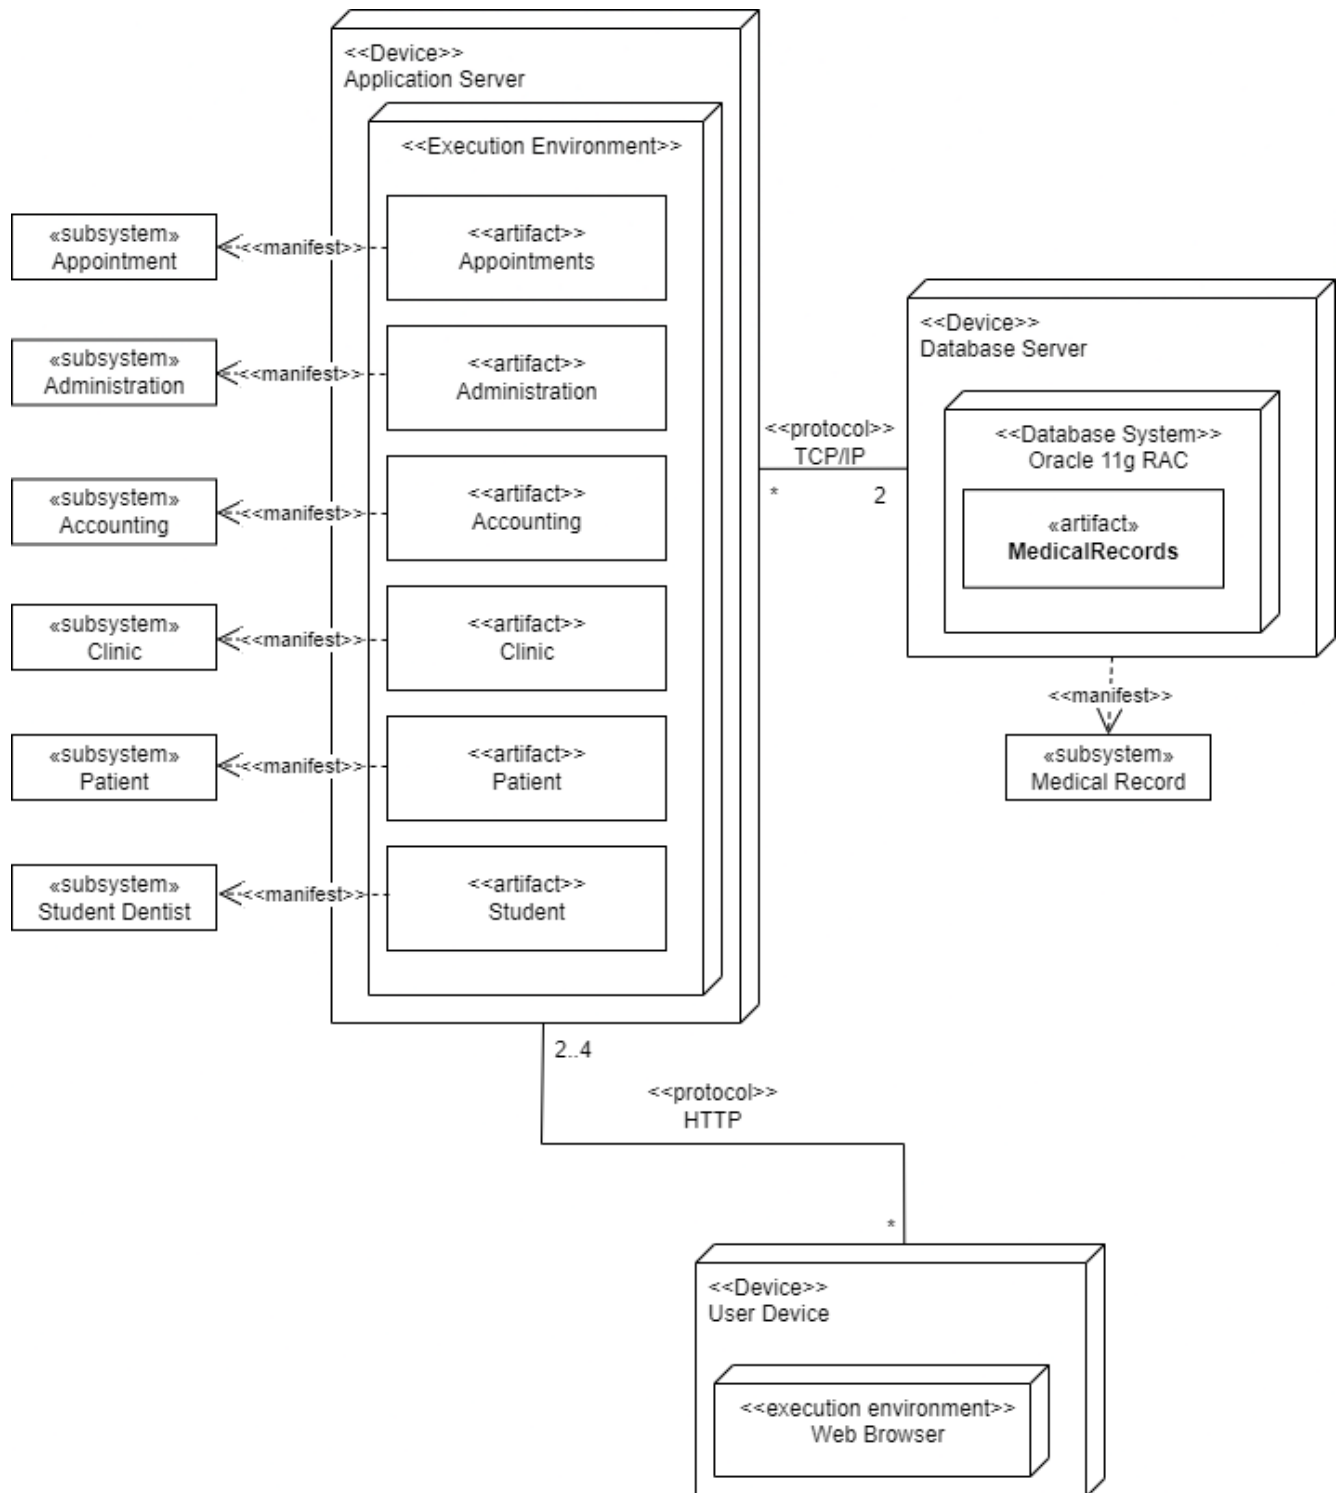 <<Device>>
Application Server
<<Execution Environment>>
«subsystem»
Appointment
<<manifest>>
<<artifact>>
Appointments
«subsystem»
Administration
<<manifest>>
<<artifact>>
Administration
«subsystem»
Accounting
<<manifest>>
<<artifact>>
Accounting
«subsystem»
Clinic
<<manifest>>
<<artifact>>
Clinic
«subsystem»
Patient
<<manifest>>
<<artifact>>
Patient
«subsystem»
Student Dentist
<<manifest>>
<<artifact>>
Student
<<protocol>>
TCP/IP
*
2
<<Device>>
Database Server
<<Database System>>
Oracle 11g RAC
«artifact»
MedicalRecords
<<manifest>>
«subsystem»
Medical Record
2..4
<<protocol>>
HTTP
*
<<Device>>
User Device
<<execution environment>>
Web Browser